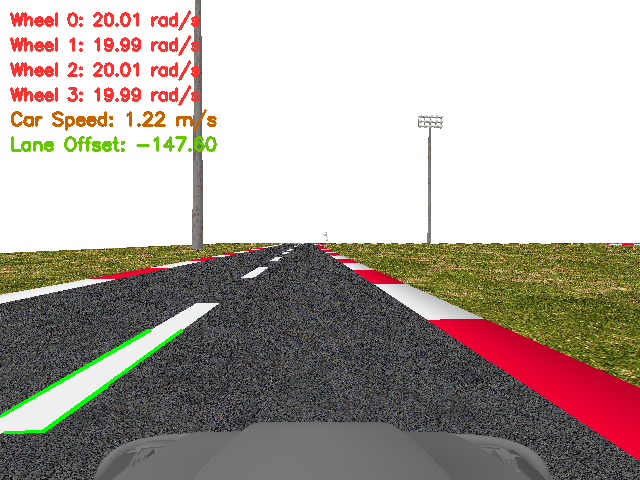 Wheel 0: 20.01 rad/s
Wheel 1: 19.99 rad/s
Wheel 2: 20.01 rad/s
Wheel 3: 19.99 rad/s
Car Speed: 1.22 m/s
Lane Offset: -147.60